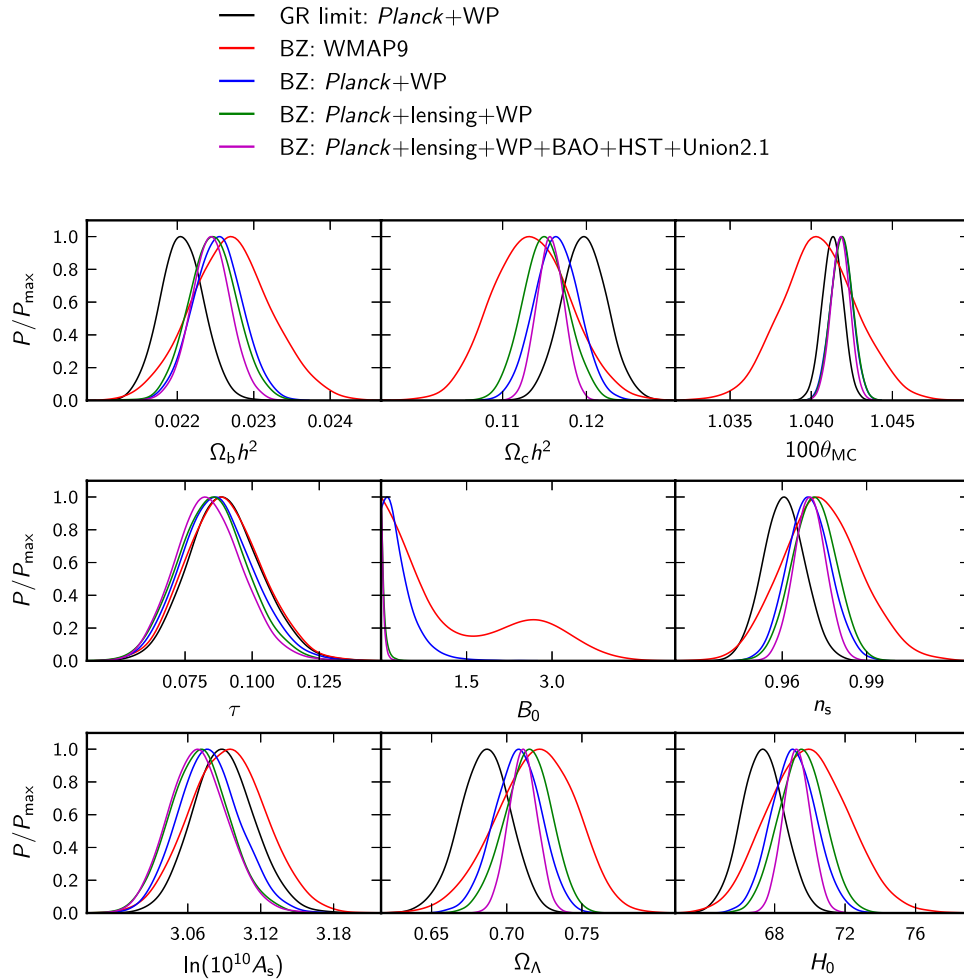 GR limit: Planck+WP
BZ: WMAP9
BZ: Planck+WP
BZ: Planck+lensing+WP
BZ: Planck+lensing+WP+BAO+HST+Union2.1
P/Pmax
1.0
0.8
0.6
0.4
0.2
0.0
0.022 0.023 0.024
0.11 0.12
1.035 1.040 1.045
Ωbh² Ωch² 100θMC
P/Pmax
1.0
0.8
0.6
0.4
0.2
0.0
0.075 0.100 0.125
1.5 3.0
0.96 0.99
τ B₀ ns
P/Pmax
1.0
0.8
0.6
0.4
0.2
0.0
3.06 3.12 3.18
0.65 0.70 0.75
68 72 76
ln(10¹⁰As) ΩΛ H₀